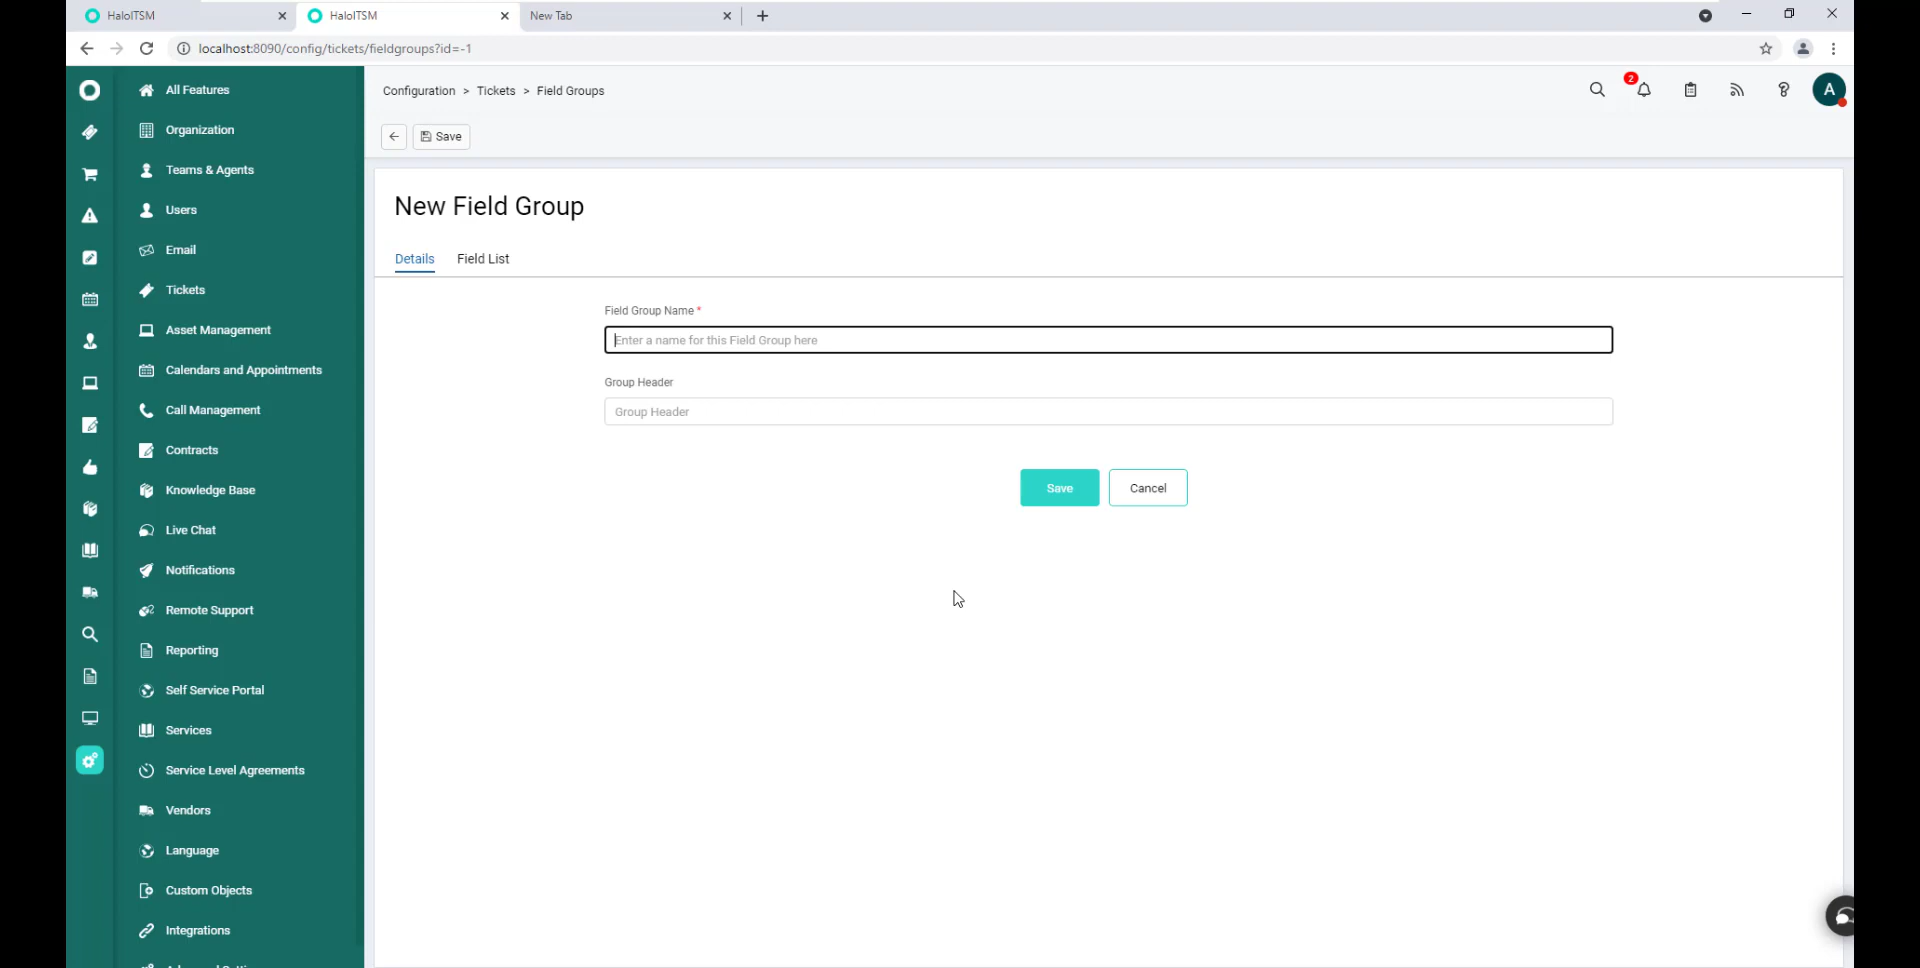 HaloITSM
HaloITSM
New Tab
localhost:8090/config/tickets/fieldgroups?id=-1
All Features
Organization
Teams & Agents
Users
Email
Tickets
Asset Management
Calendars and Appointments
Call Management
Contracts
Knowledge Base
Live Chat
Notifications
Remote Support
Reporting
Self Service Portal
Services
Service Level Agreements
Vendors
Language
Custom Objects
Integrations
Configuration > Tickets > Field Groups
2
A
Save
New Field Group
Details
Field List
Field Group Name *
Enter a name for this Field Group here
Group Header
Group Header
Save
Cancel